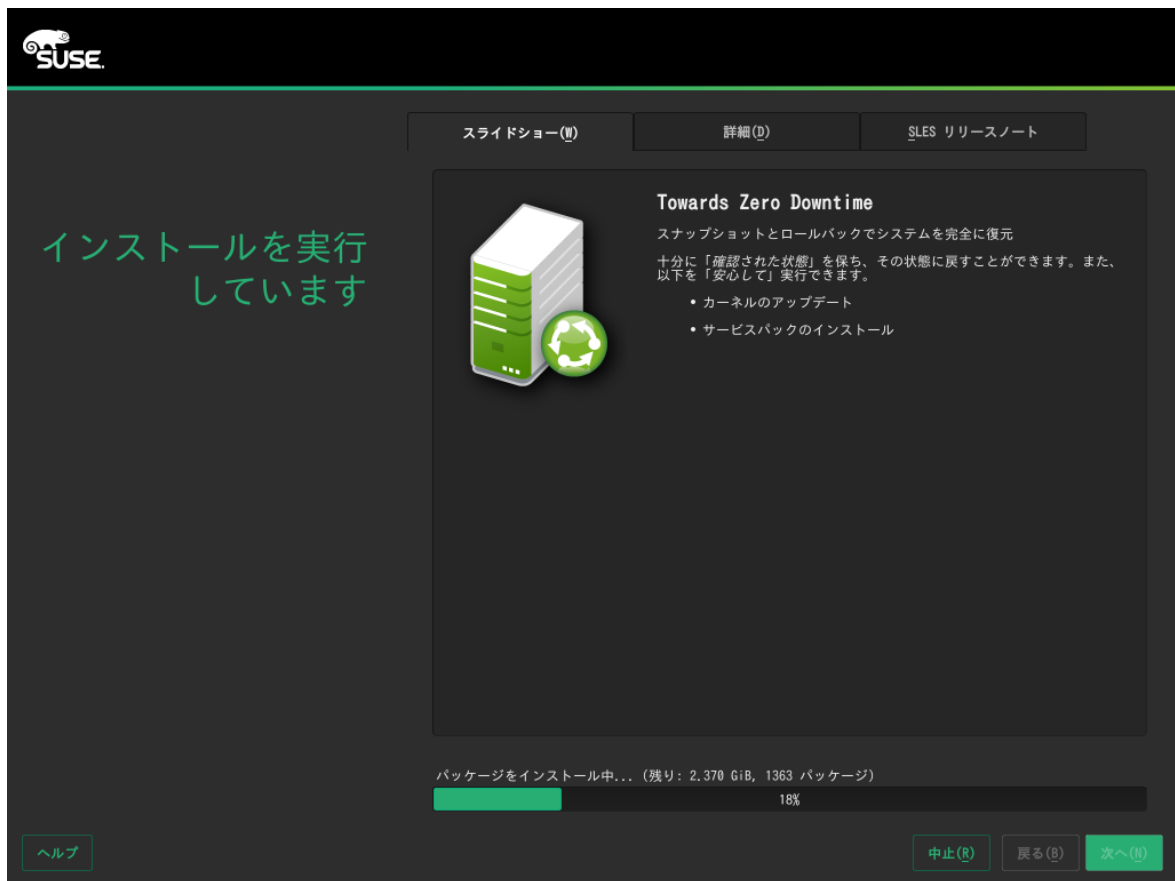 SUSE.
スライドショー(W)
詳細(D)
SLES リリースノート
インストールを実行
しています
Towards Zero Downtime
スナップショットとロールバックでシステムを完全に復元
十分に「確認された状態」を保ち、その状態に戻すことができます。また、
以下を「安心して」実行できます。
• カーネルのアップデート
• サービスパックのインストール
パッケージをインストール中... (残り: 2.370 GiB, 1363 パッケージ)
18%
ヘルプ
中止(R)
戻る(B)
次へ(N)